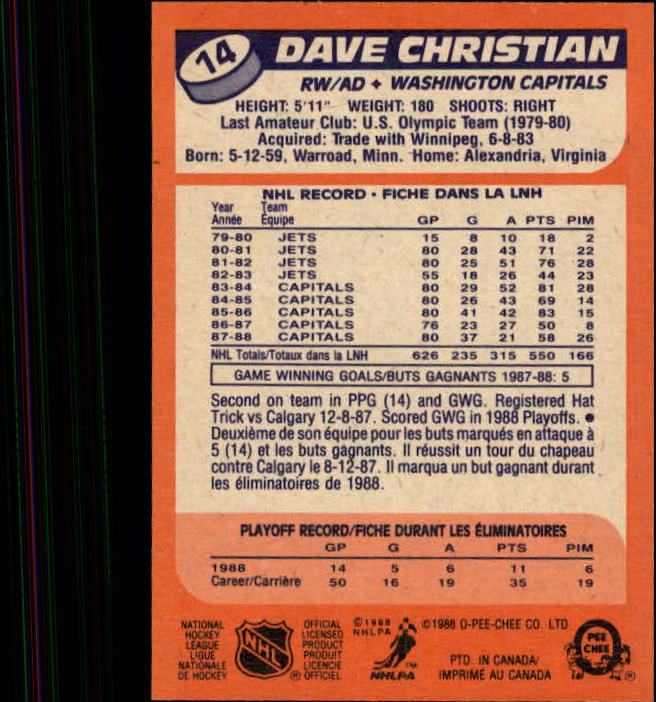 14 DAVE CHRISTIAN
RW/AD • WASHINGTON CAPITALS
HEIGHT: 5'11" WEIGHT: 180 SHOOTS: RIGHT
Last Amateur Club: U.S. Olympic Team (1979-80)
Acquired: Trade with Winnipeg, 6-8-83
Born: 5-12-59, Warroad, Minn. Home: Alexandria, Virginia
NHL RECORD • FICHE DANS LA LNH
Year Team
Année Équipe GP G A PTS PIM
79-80 JETS 15 8 10 18 2
80-81 JETS 80 28 43 71 22
81-82 JETS 80 25 51 76 28
82-83 JETS 55 18 26 44 23
83-84 CAPITALS 80 29 52 81 28
84-85 CAPITALS 80 26 43 69 14
85-86 CAPITALS 80 41 42 83 15
86-87 CAPITALS 76 23 27 50 8
87-88 CAPITALS 80 37 21 58 26
NHL Totals/Totaux dans la LNH 626 235 315 550 166
GAME WINNING GOALS/BUTS GAGNANTS 1987-88: 5
Second on team in PPG (14) and GWG. Registered Hat
Trick vs Calgary 12-8-87. Scored GWG in 1988 Playoffs. •
Deuxième de son équipe pour les buts marqués en attaque à
5 (14) et les buts gagnants. Il réussit un tour du chapeau
contre Calgary le 8-12-87. Il marqua un but gagnant durant
les éliminatoires de 1988.
PLAYOFF RECORD/FICHE DURANT LES ÉLIMINATOIRES
GP G A PTS PIM
1988 14 5 6 11 6
Career/Carrière 50 16 19 35 19
NATIONAL
HOCKEY
LEAGUE
LIGUE
NATIONALE
DE HOCKEY
NHL
®
OFFICIAL
LICENSED
PRODUCT
PRODUIT
LICENCIÉ
OFFICIEL
©1988
NHLPA
NHLPA
™
©1988 O-PEE-CHEE CO. LTD
PTD. IN CANADA/
IMPRIMÉ AU CANADA
O
PEE
CHEE
®